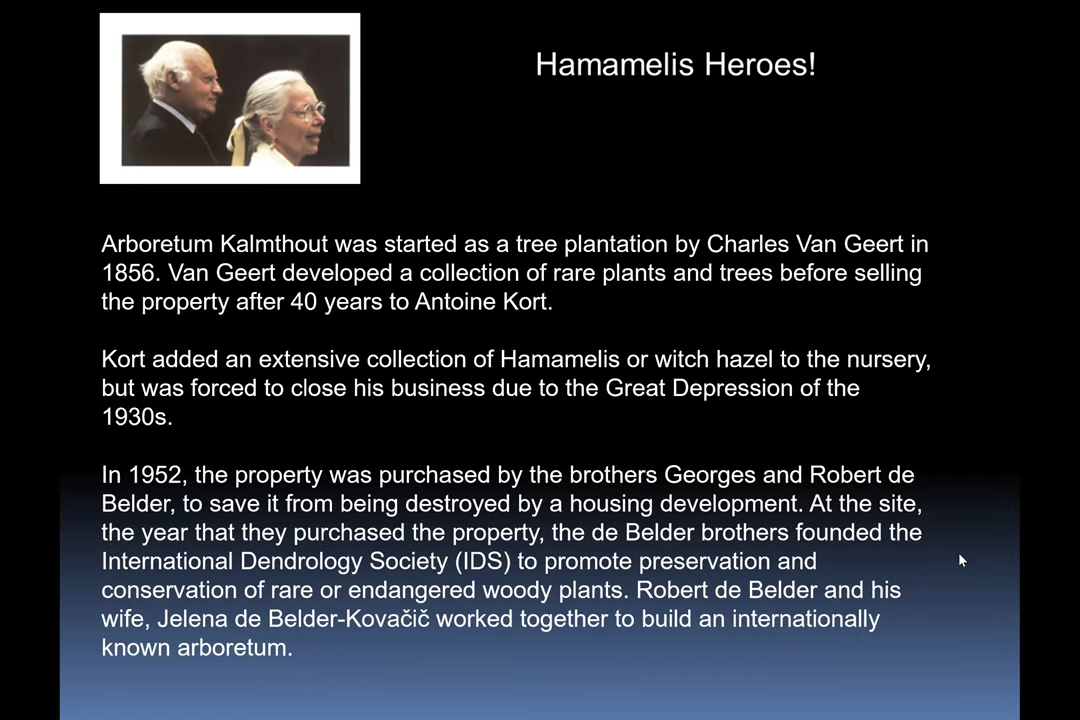 Hamamelis Heroes!
Arboretum Kalmthout was started as a tree plantation by Charles Van Geert in
1856. Van Geert developed a collection of rare plants and trees before selling
the property after 40 years to Antoine Kort.
Kort added an extensive collection of Hamamelis or witch hazel to the nursery,
but was forced to close his business due to the Great Depression of the
1930s.
In 1952, the property was purchased by the brothers Georges and Robert de
Belder, to save it from being destroyed by a housing development. At the site,
the year that they purchased the property, the de Belder brothers founded the
International Dendrology Society (IDS) to promote preservation and
conservation of rare or endangered woody plants. Robert de Belder and his
wife, Jelena de Belder-Kovačič worked together to build an internationally
known arboretum.